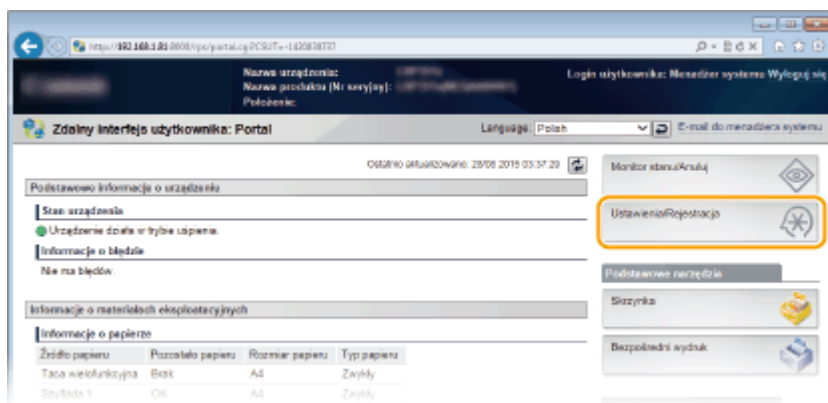 Nazwa urządzenia:
Nazwa produktu (Nr seryjny):
Położenie:
Login użytkownika: Menedżer systemu Wyloguj się
Zdalny interfejs użytkownika: Portal
Language: Polish
E-mail do menadżera systemu
Ostatnio aktualizowano: 28/08 2015 03:37:29
Podstawowe informacje o urządzeniu
Stan urządzenia
Urządzenie działa w trybie uśpienia.
Informacje o błędzie
Nie ma błędów.
Informacje o materiałach eksploatacyjnych
Informacje o papierze
Źródło papieru Pozostało papieru Rozmiar papieru Typ papieru
Taca wielofunkcyjna Brak A4 Zwykły
Szuflada 1 OK A4 Zwykły
Monitor stanu/Anuluj
Ustawienia/Rejestracja
Podstawowe narzędzia
Skrzynka
Bezpośredni wydruk